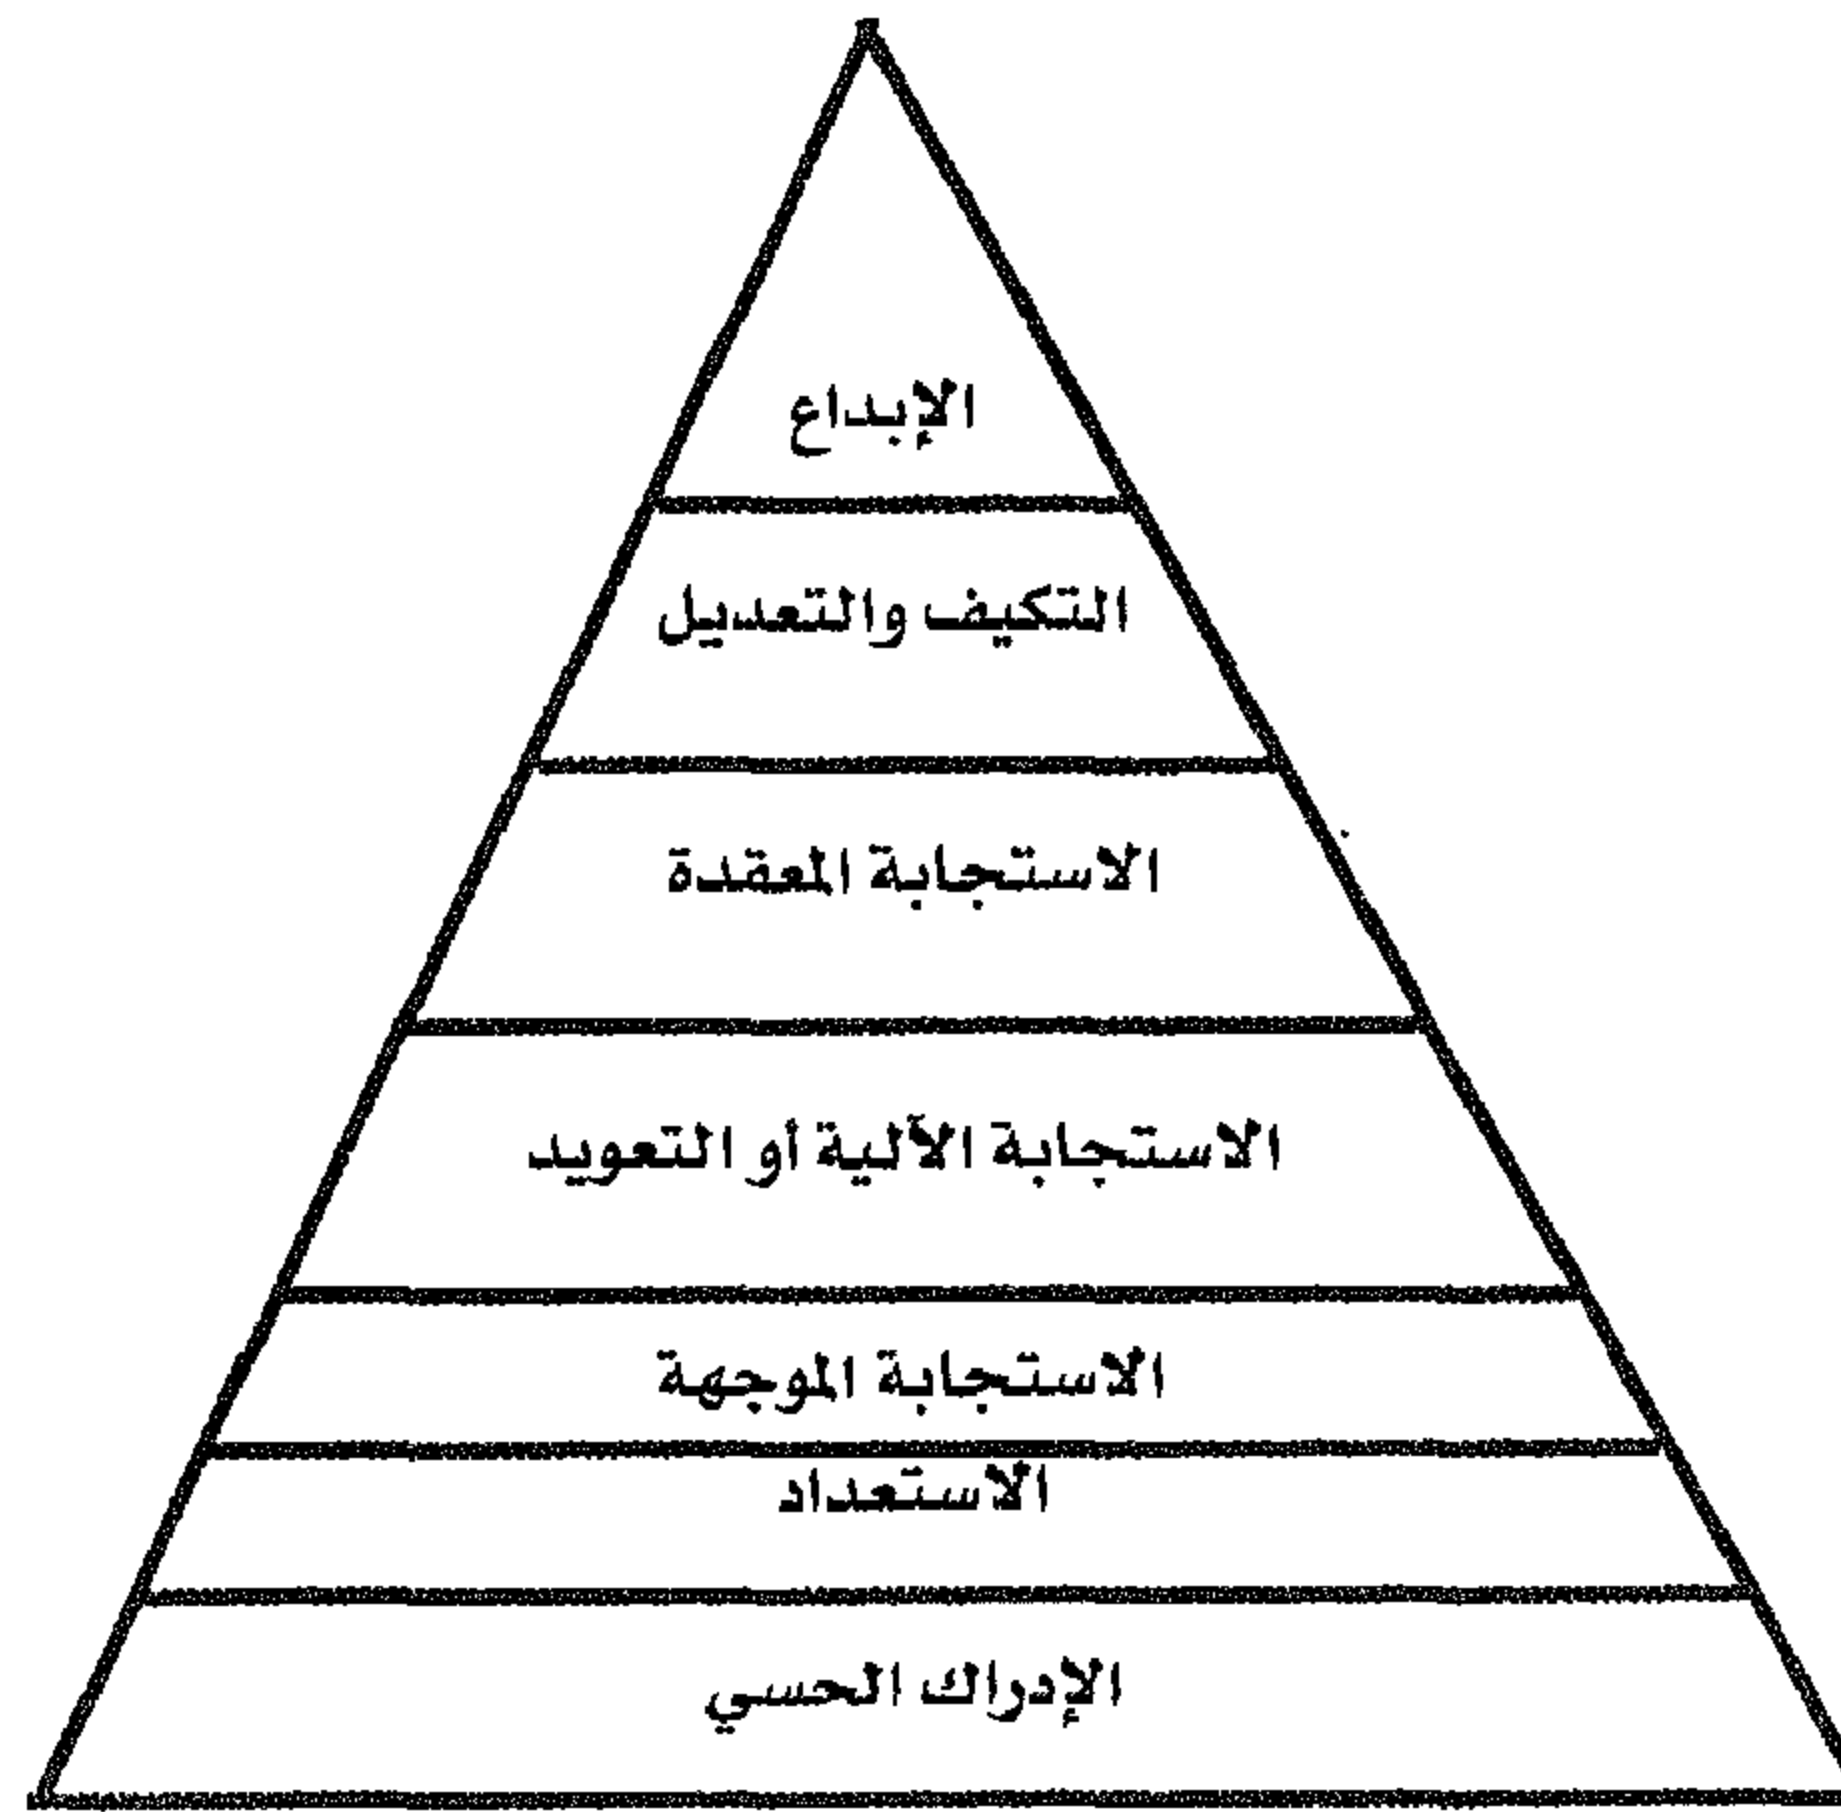 الإبداع
التكيف والتعديل
الاستجابة المعقدة
الاستجابة الآلية أو التعويد
الاستجابة الموجهة
الاستعداد
الإدراك الحسي